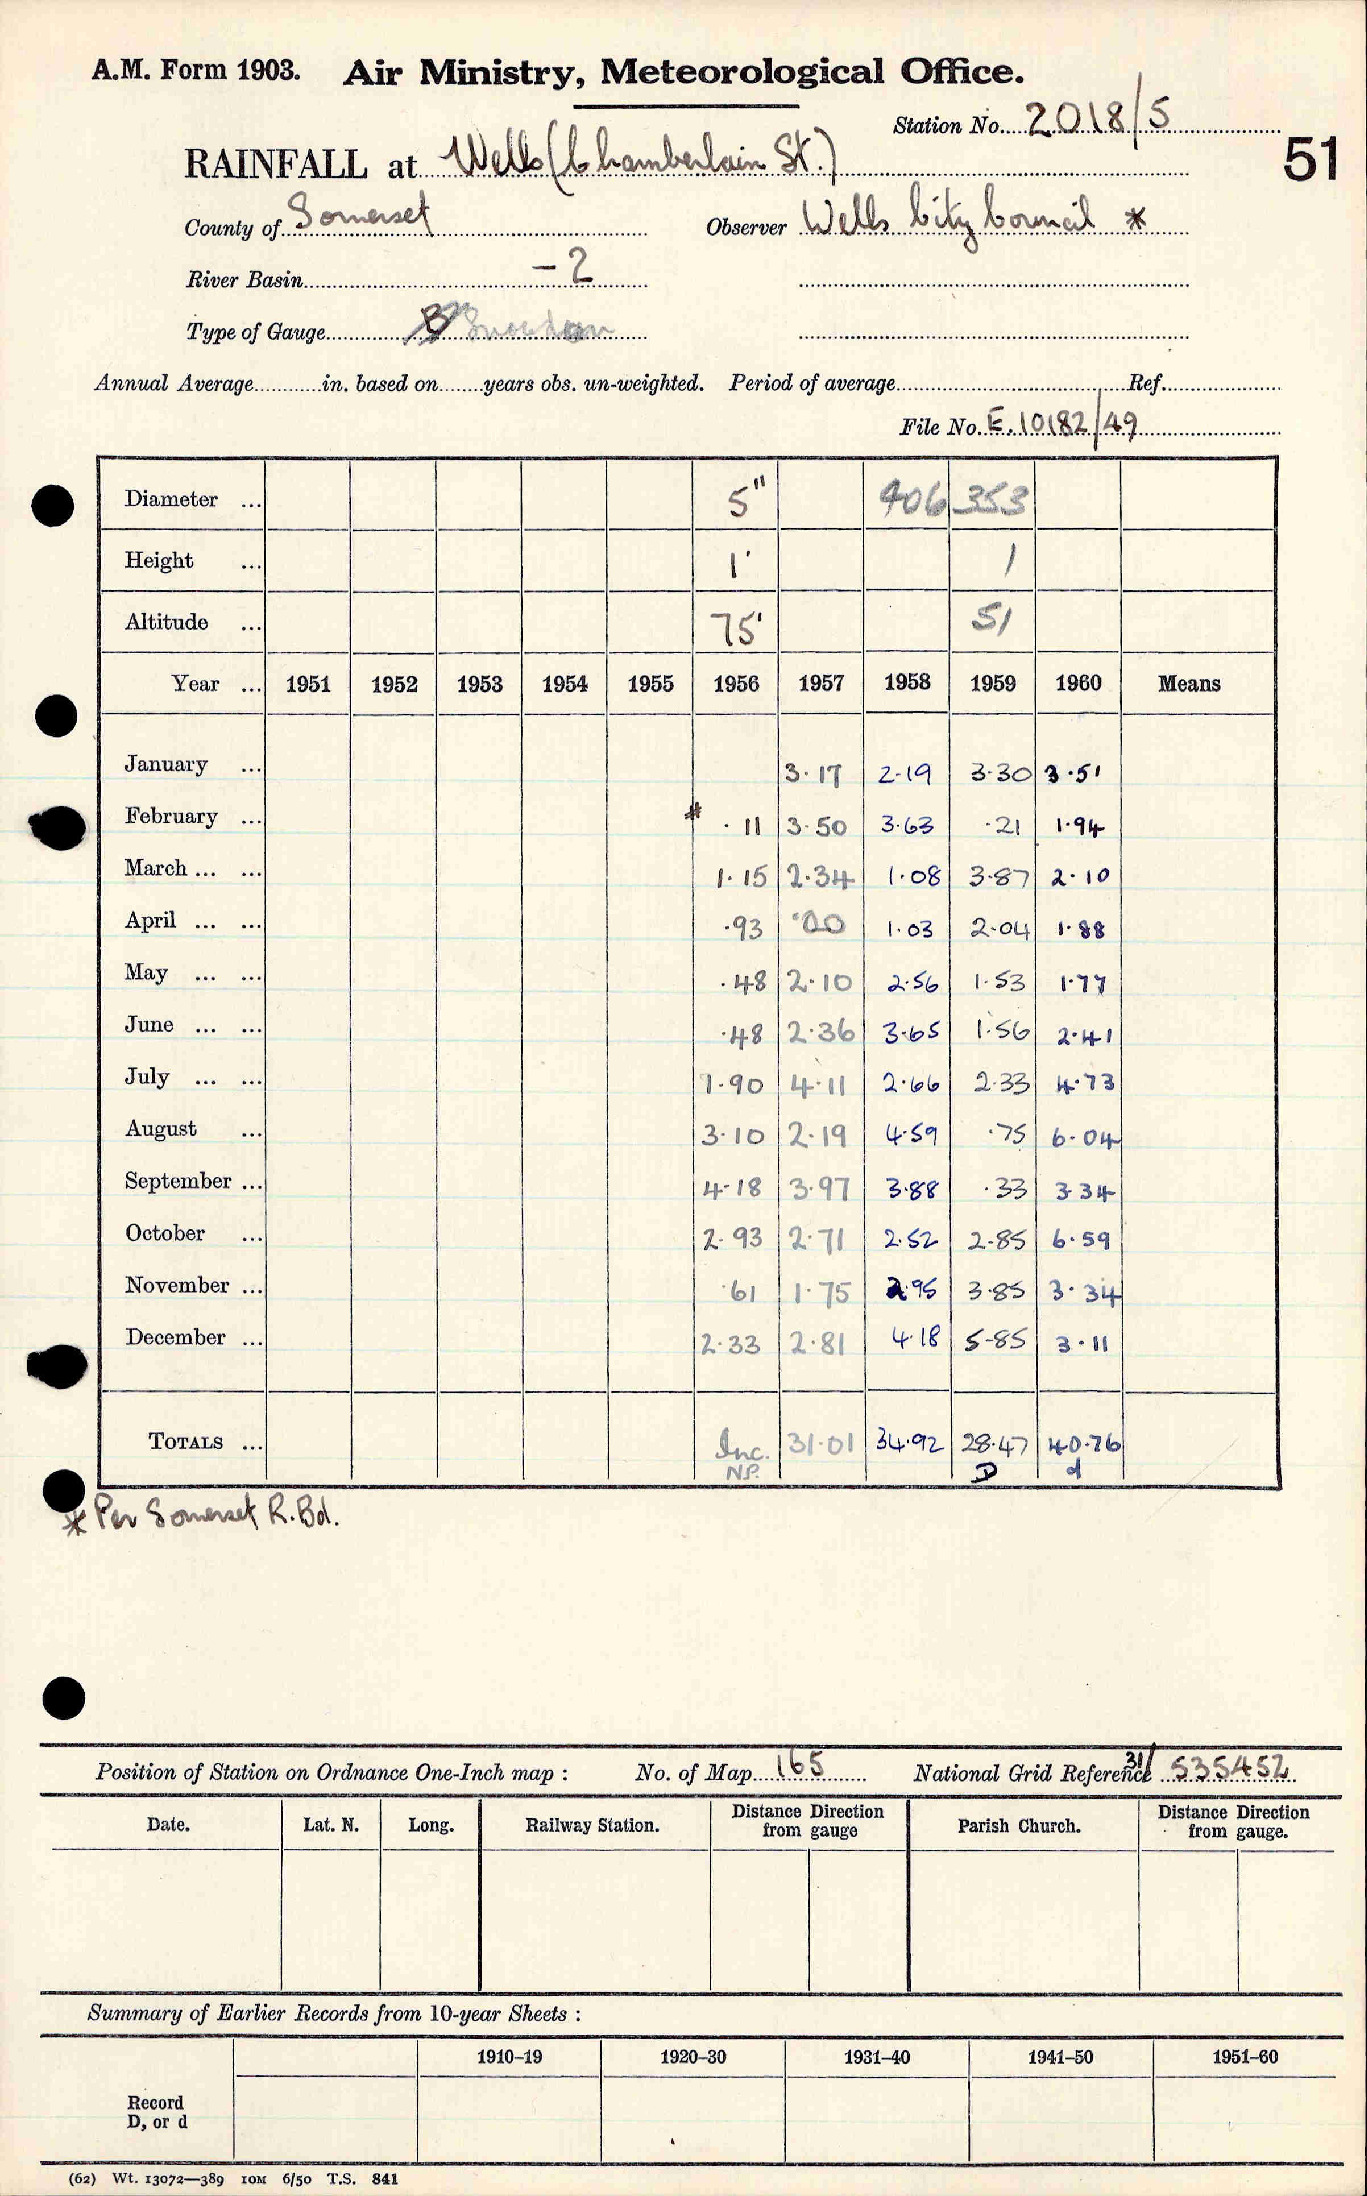 A.M. Form 1903. Air Ministry, Meteorological Office.
Station No. 2018/5
51
RAINFALL at Wells (Chamberlain St.)
County of Somerset Observer Wells City Council *
River Basin - 2
Type of Gauge B Snowdon
Annual Average in. based on years obs. un-weighted. Period of average Ref.
File No. E.10182/49
Diameter ... 5" 406 353
Height ... 1' 1
Altitude ... 75' 51
Year ... 1951 1952 1953 1954 1955 1956 1957 1958 1959 1960 Means
January ... 3.17 2.19 3.30 3.51
February ... * .11 3.50 3.63 .21 1.94
March ... ... 1.15 2.34 1.08 3.87 2.10
April ... ... .93 .00 1.03 2.04 1.88
May ... ... .48 2.10 2.56 1.53 1.77
June ... ... .48 2.36 3.65 1.56 2.41
July ... ... 1.90 4.11 2.66 2.33 4.73
August ... 3.10 2.19 4.59 .75 6.04
September ... 4.18 3.97 3.88 .33 3.34
October ... 2.93 2.71 2.52 2.85 6.59
November ... .61 1.75 2.95 3.85 3.34
December ... 2.33 2.81 4.18 5.85 3.11
TOTALS ... Inc. 31.01 34.92 28.47 40.76
N.P. D d
* Per Somerset R.Bd.
Position of Station on Ordnance One-Inch map : No. of Map 165 National Grid Reference 31/535452
Date. Lat. N. Long. Railway Station. Distance Direction from gauge Parish Church. Distance Direction from gauge.
Summary of Earlier Records from 10-year Sheets :
1910–19 1920–30 1931–40 1941–50 1951–60
Record
D, or d
(62) Wt. 13072—389 10M 6/50 T.S. 841